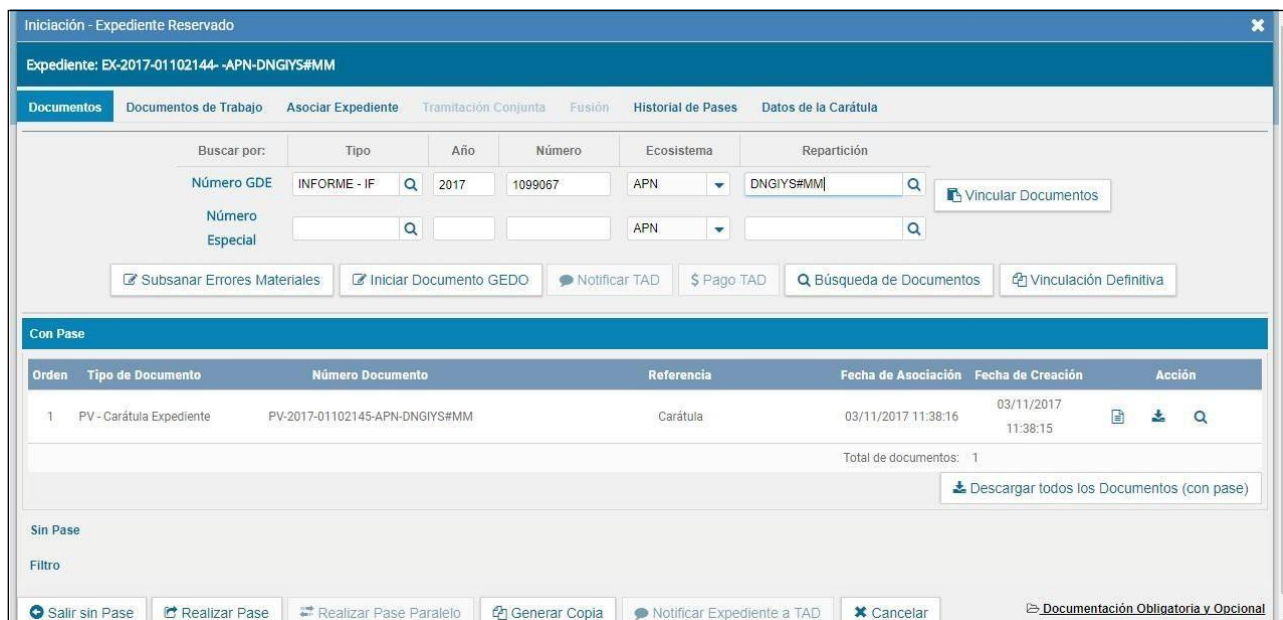 Iniciación - Expediente Reservado
Expediente: EX-2017-01102144- -APN-DNGIYS#MM
Documentos Documentos de Trabajo Asociar Expediente Tramitación Conjunta Fusión Historial de Pases Datos de la Carátula
Buscar por: Tipo Año Número Ecosistema Repartición
Número GDE INFORME - IF 2017 1099067 APN DNGIYS#MM Vincular Documentos
Número
Especial APN
Subsanar Errores Materiales Iniciar Documento GEDO Notificar TAD $ Pago TAD Búsqueda de Documentos Vinculación Definitiva
Con Pase
Orden Tipo de Documento Número Documento Referencia Fecha de Asociación Fecha de Creación Acción
1 PV - Carátula Expediente PV-2017-01102145-APN-DNGIYS#MM Carátula 03/11/2017 11:38:16 03/11/2017
11:38:15
Total de documentos: 1
Descargar todos los Documentos (con pase)
Sin Pase
Filtro
Salir sin Pase Realizar Pase Realizar Pase Paralelo Generar Copia Notificar Expediente a TAD Cancelar Documentación Obligatoria y Opcional